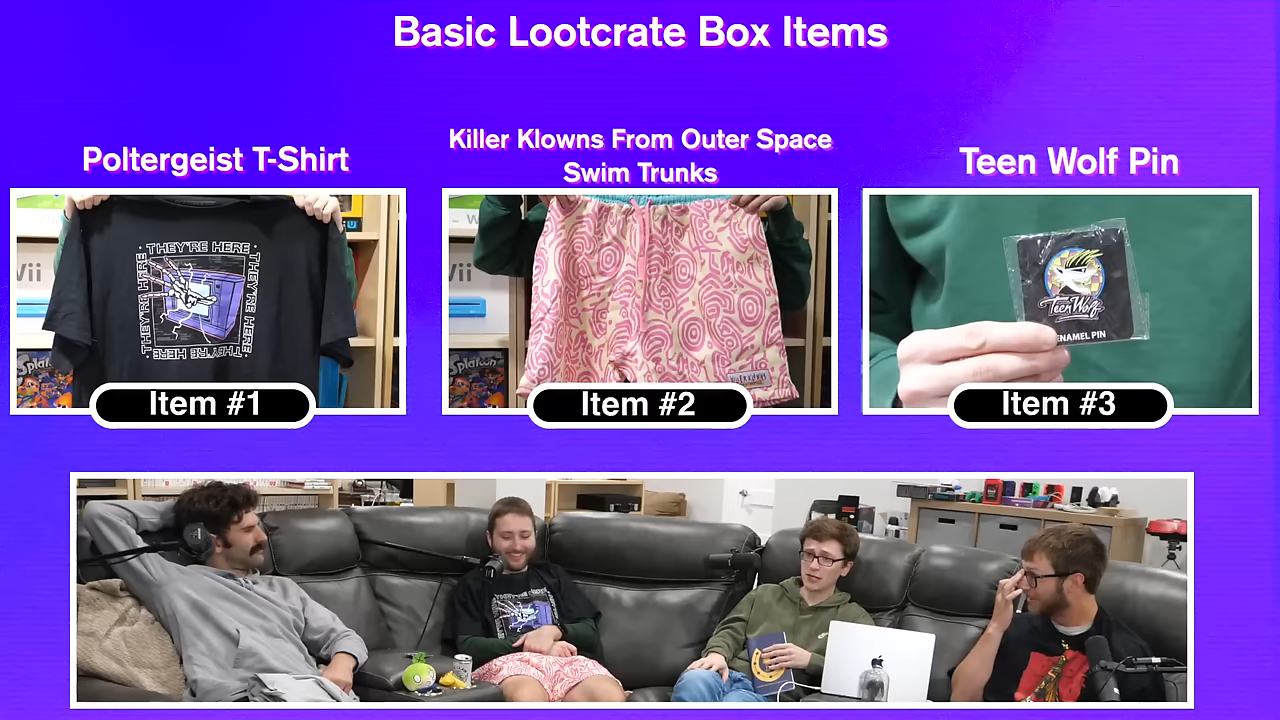 Basic Lootcrate Box Items
Poltergeist T-Shirt
Killer Klowns From Outer Space
Swim Trunks
Teen Wolf Pin
THEY'RE HERE
THEY'RE HERE
THEY'RE HERE
THEY'RE HERE
Wii
Splat
Wii
Splatoon
Teen Wolf
ENAMEL PIN
Item #1
Item #2
Item #3